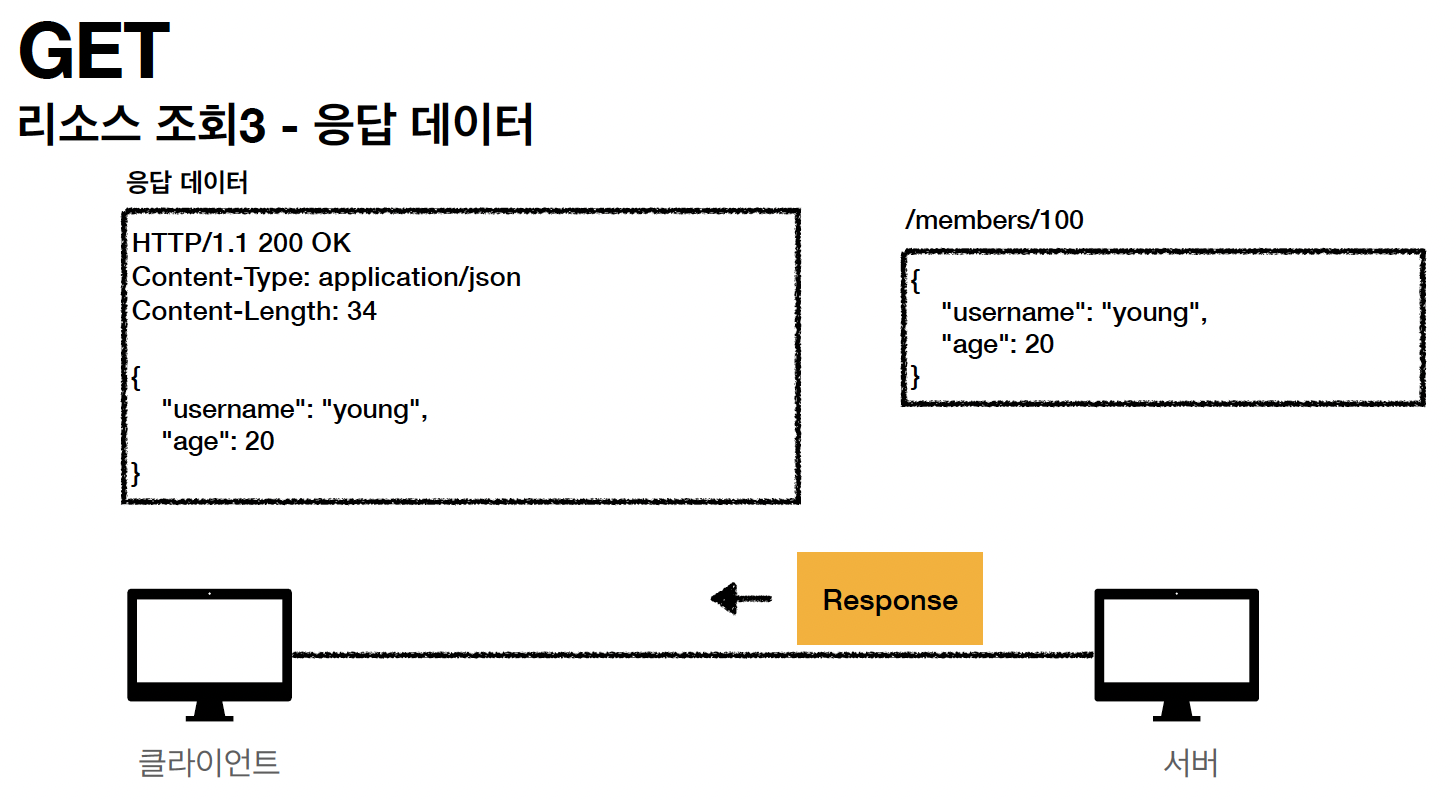 GET
리소스 조회3 - 응답 데이터
응답 데이터
HTTP/1.1 200 OK
Content-Type: application/json
Content-Length: 34
{
"username": "young",
"age": 20
}
/members/100
{
"username": "young",
"age": 20
}
Response
클라이언트
서버